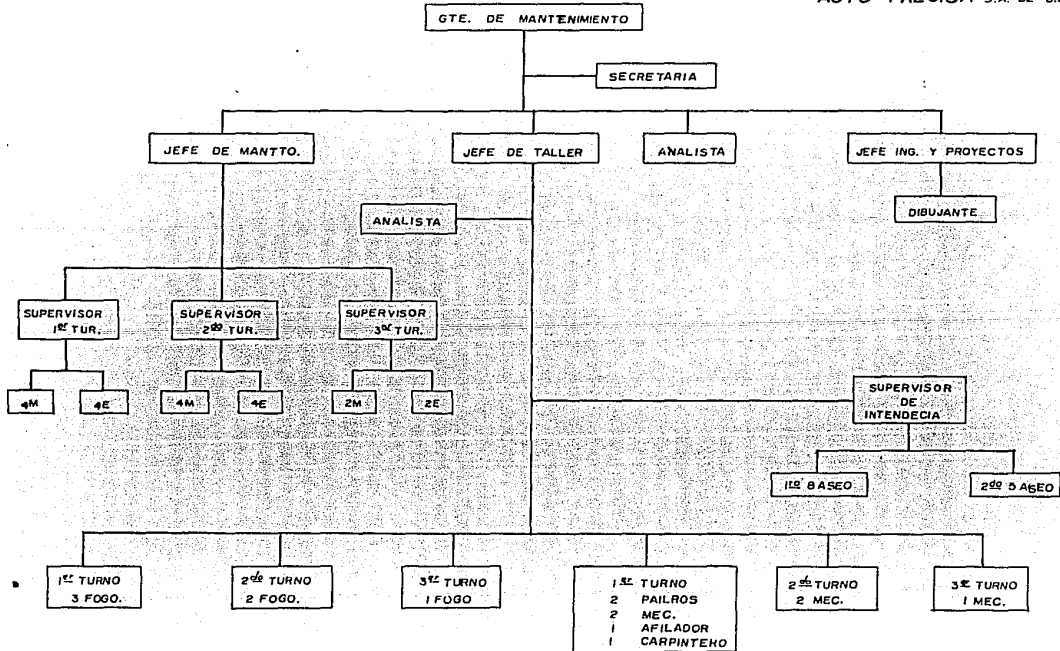 AUTO PRECISA S.A. DE
GTE. DE MANTENIMIENTO
SECRETARIA
JEFE DE MANTTO.
JEFE DE TALLER
ANALISTA
JEFE ING. Y PROYECTOS
ANALISTA
DIBUJANTE
SUPERVISOR
1er TUR.
SUPERVISOR
2do TUR.
SUPERVISOR
3er TUR.
4M
4E
4M
4E
2M
2E
SUPERVISOR
DE
INTENDECIA
1ro 8 ASEO
2do 5 ASEO
1er TURNO
3 FOGO.
2do TURNO
2 FOGO.
3er TURNO
1 FOGO
1er TURNO
2 PAILROS
2 MEC.
1 AFILADOR
1 CARPINTERO
2do TURNO
2 MEC.
3er TURNO
1 MEC.